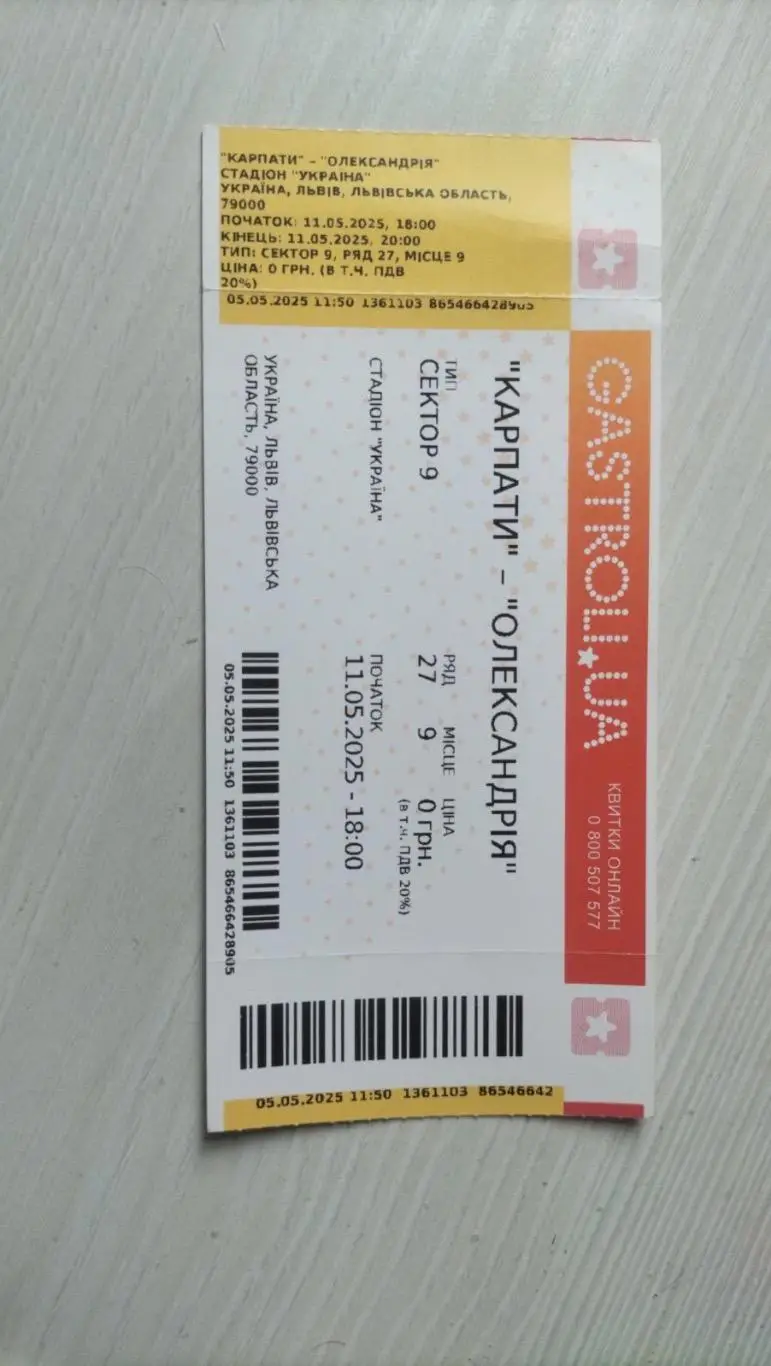 "КАРПАТИ" – "ОЛЕКСАНДРІЯ"
СТАДІОН "УКРАЇНА"
УКРАЇНА, ЛЬВІВ, ЛЬВІВСЬКА ОБЛАСТЬ,
79000
ПОЧАТОК: 11.05.2025, 18:00
КІНЕЦЬ: 11.05.2025, 20:00
ТИП: СЕКТОР 9, РЯД 27, МІСЦЕ 9
ЦІНА: 0 ГРН. (В Т.Ч. ПДВ
20%)
05.05.2025 11:50 1361103 865466428905
GASTROLI.UA
КВИТКИ ОНЛАЙН
0 800 507 577
"КАРПАТИ" – "ОЛЕКСАНДРІЯ"
ТИП РЯД МІСЦЕ ЦІНА
СЕКТОР 9 27 9 0 грн.
(В Т.Ч. ПДВ 20%)
СТАДІОН "УКРАЇНА" ПОЧАТОК
11.05.2025 - 18:00
УКРАЇНА, ЛЬВІВ, ЛЬВІВСЬКА
ОБЛАСТЬ, 79000
05.05.2025 11:50 1361103 865466428905
05.05.2025 11:50 1361103 86546642